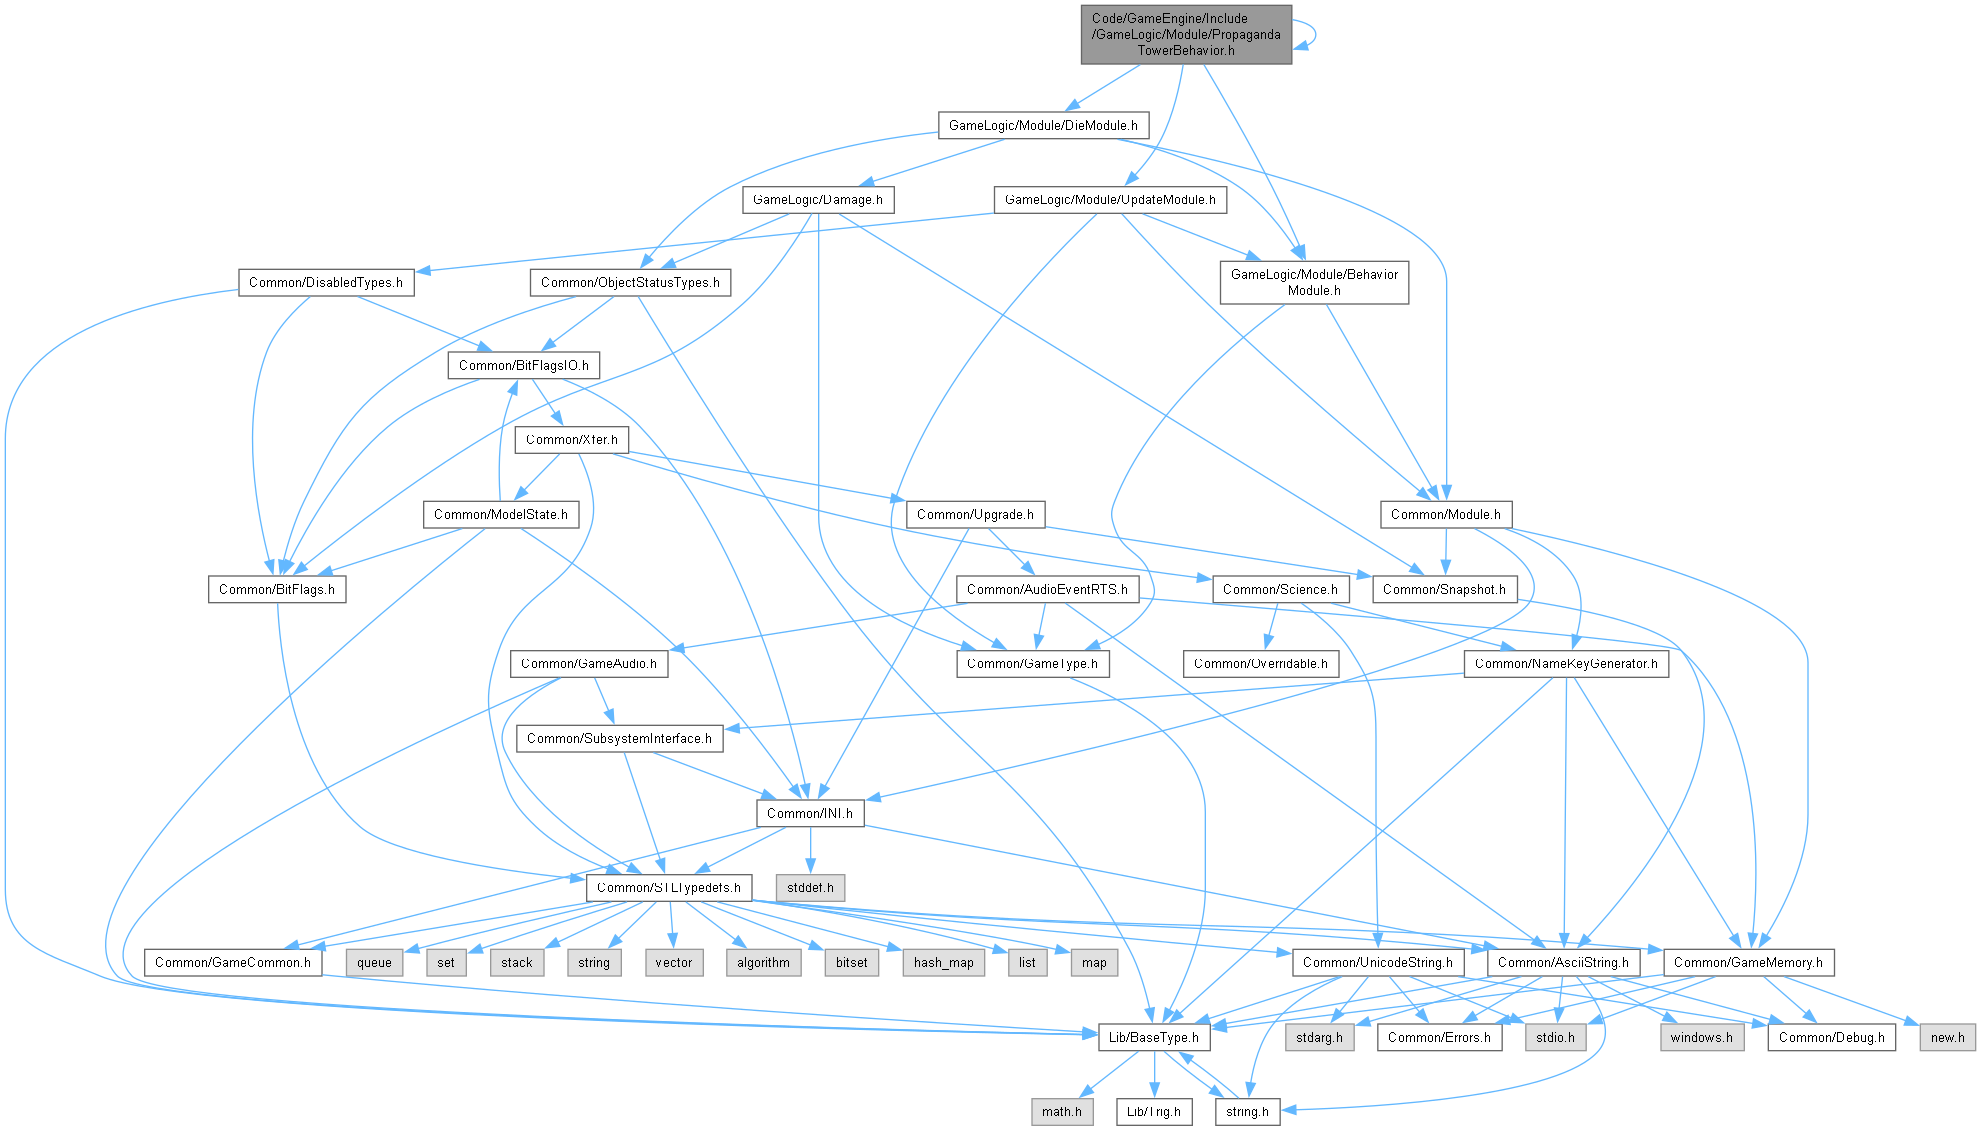 Code/GameEngine/Include
/GameLogic/Module/Propaganda
TowerBehavior.h
GameLogic/Module/DieModule.h
GameLogic/Damage.h
GameLogic/Module/UpdateModule.h
GameLogic/Module/Behavior
Module.h
Common/DisabledTypes.h
Common/ObjectStatusTypes.h
Common/BitFlagsIO.h
Common/Xfer.h
Common/ModelState.h
Common/Upgrade.h
Common/Module.h
Common/BitFlags.h
Common/AudioEventRTS.h
Common/Science.h
Common/Snapshot.h
Common/GameAudio.h
Common/GameType.h
Common/Overridable.h
Common/NameKeyGenerator.h
Common/SubsystemInterface.h
Common/INI.h
Common/STLTypedefs.h
stddef.h
Common/GameCommon.h
queue
set
stack
string
vector
algorithm
bitset
hash_map
list
map
Common/UnicodeString.h
Common/AsciiString.h
Common/GameMemory.h
Lib/BaseType.h
stdarg.h
Common/Errors.h
stdio.h
windows.h
Common/Debug.h
new.h
math.h
Lib/Trig.h
string.h